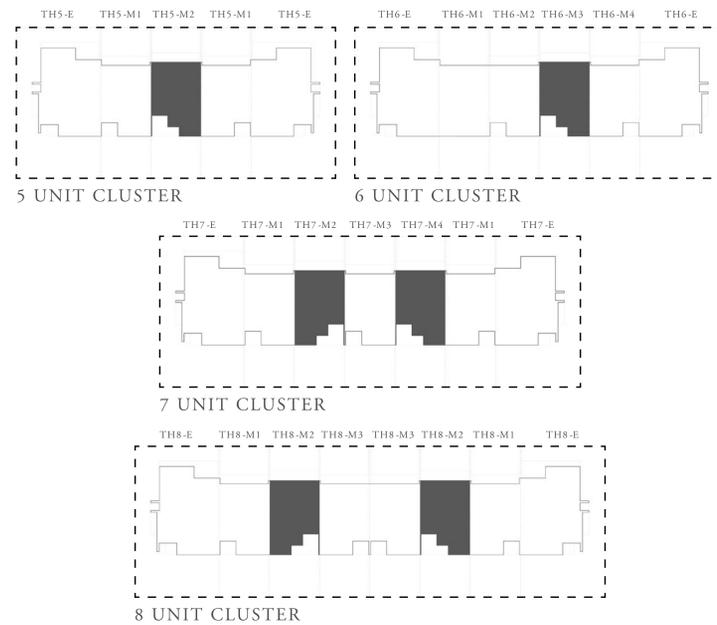 TH5-E TH5-M1 TH5-M2 TH5-M1 TH5-E
5 UNIT CLUSTER
TH6-E TH6-M1 TH6-M2 TH6-M3 TH6-M4 TH6-E
6 UNIT CLUSTER
TH7-E TH7-M1 TH7-M2 TH7-M3 TH7-M4 TH7-M1 TH7-E
7 UNIT CLUSTER
TH8-E TH8-M1 TH8-M2 TH8-M3 TH8-M3 TH8-M2 TH8-M1 TH8-E
8 UNIT CLUSTER